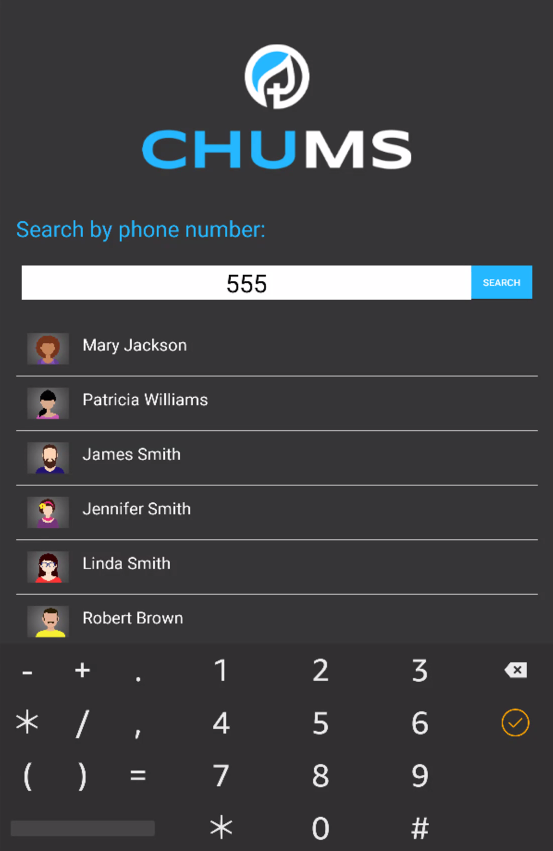 CHUMS
Search by phone number:
555 SEARCH
Mary Jackson
Patricia Williams
James Smith
Jennifer Smith
Linda Smith
Robert Brown
- + . 1 2 3
* / , 4 5 6
( ) = 7 8 9
* 0 #